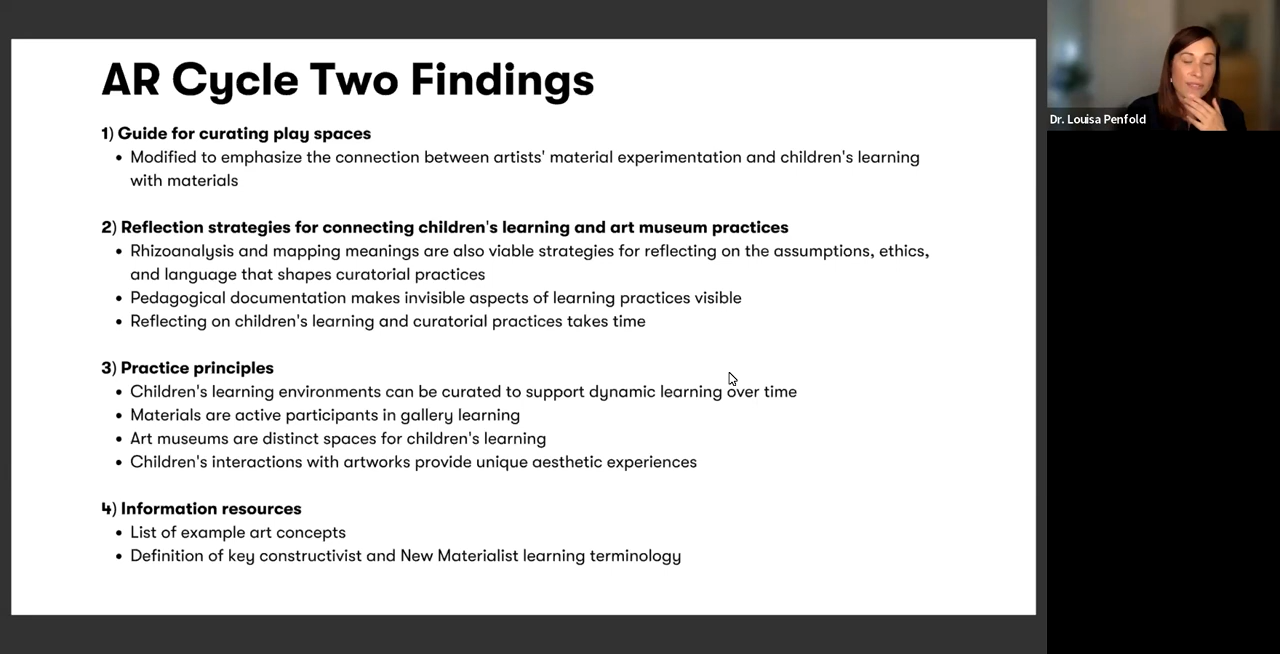 AR Cycle Two Findings
1) Guide for curating play spaces
• Modified to emphasize the connection between artists' material experimentation and children's learning
with materials
2) Reflection strategies for connecting children's learning and art museum practices
• Rhizoanalysis and mapping meanings are also viable strategies for reflecting on the assumptions, ethics,
and language that shapes curatorial practices
• Pedagogical documentation makes invisible aspects of learning practices visible
• Reflecting on children's learning and curatorial practices takes time
3) Practice principles
• Children's learning environments can be curated to support dynamic learning over time
• Materials are active participants in gallery learning
• Art museums are distinct spaces for children's learning
• Children's interactions with artworks provide unique aesthetic experiences
4) Information resources
• List of example art concepts
• Definition of key constructivist and New Materialist learning terminology
Dr. Louisa Penfold